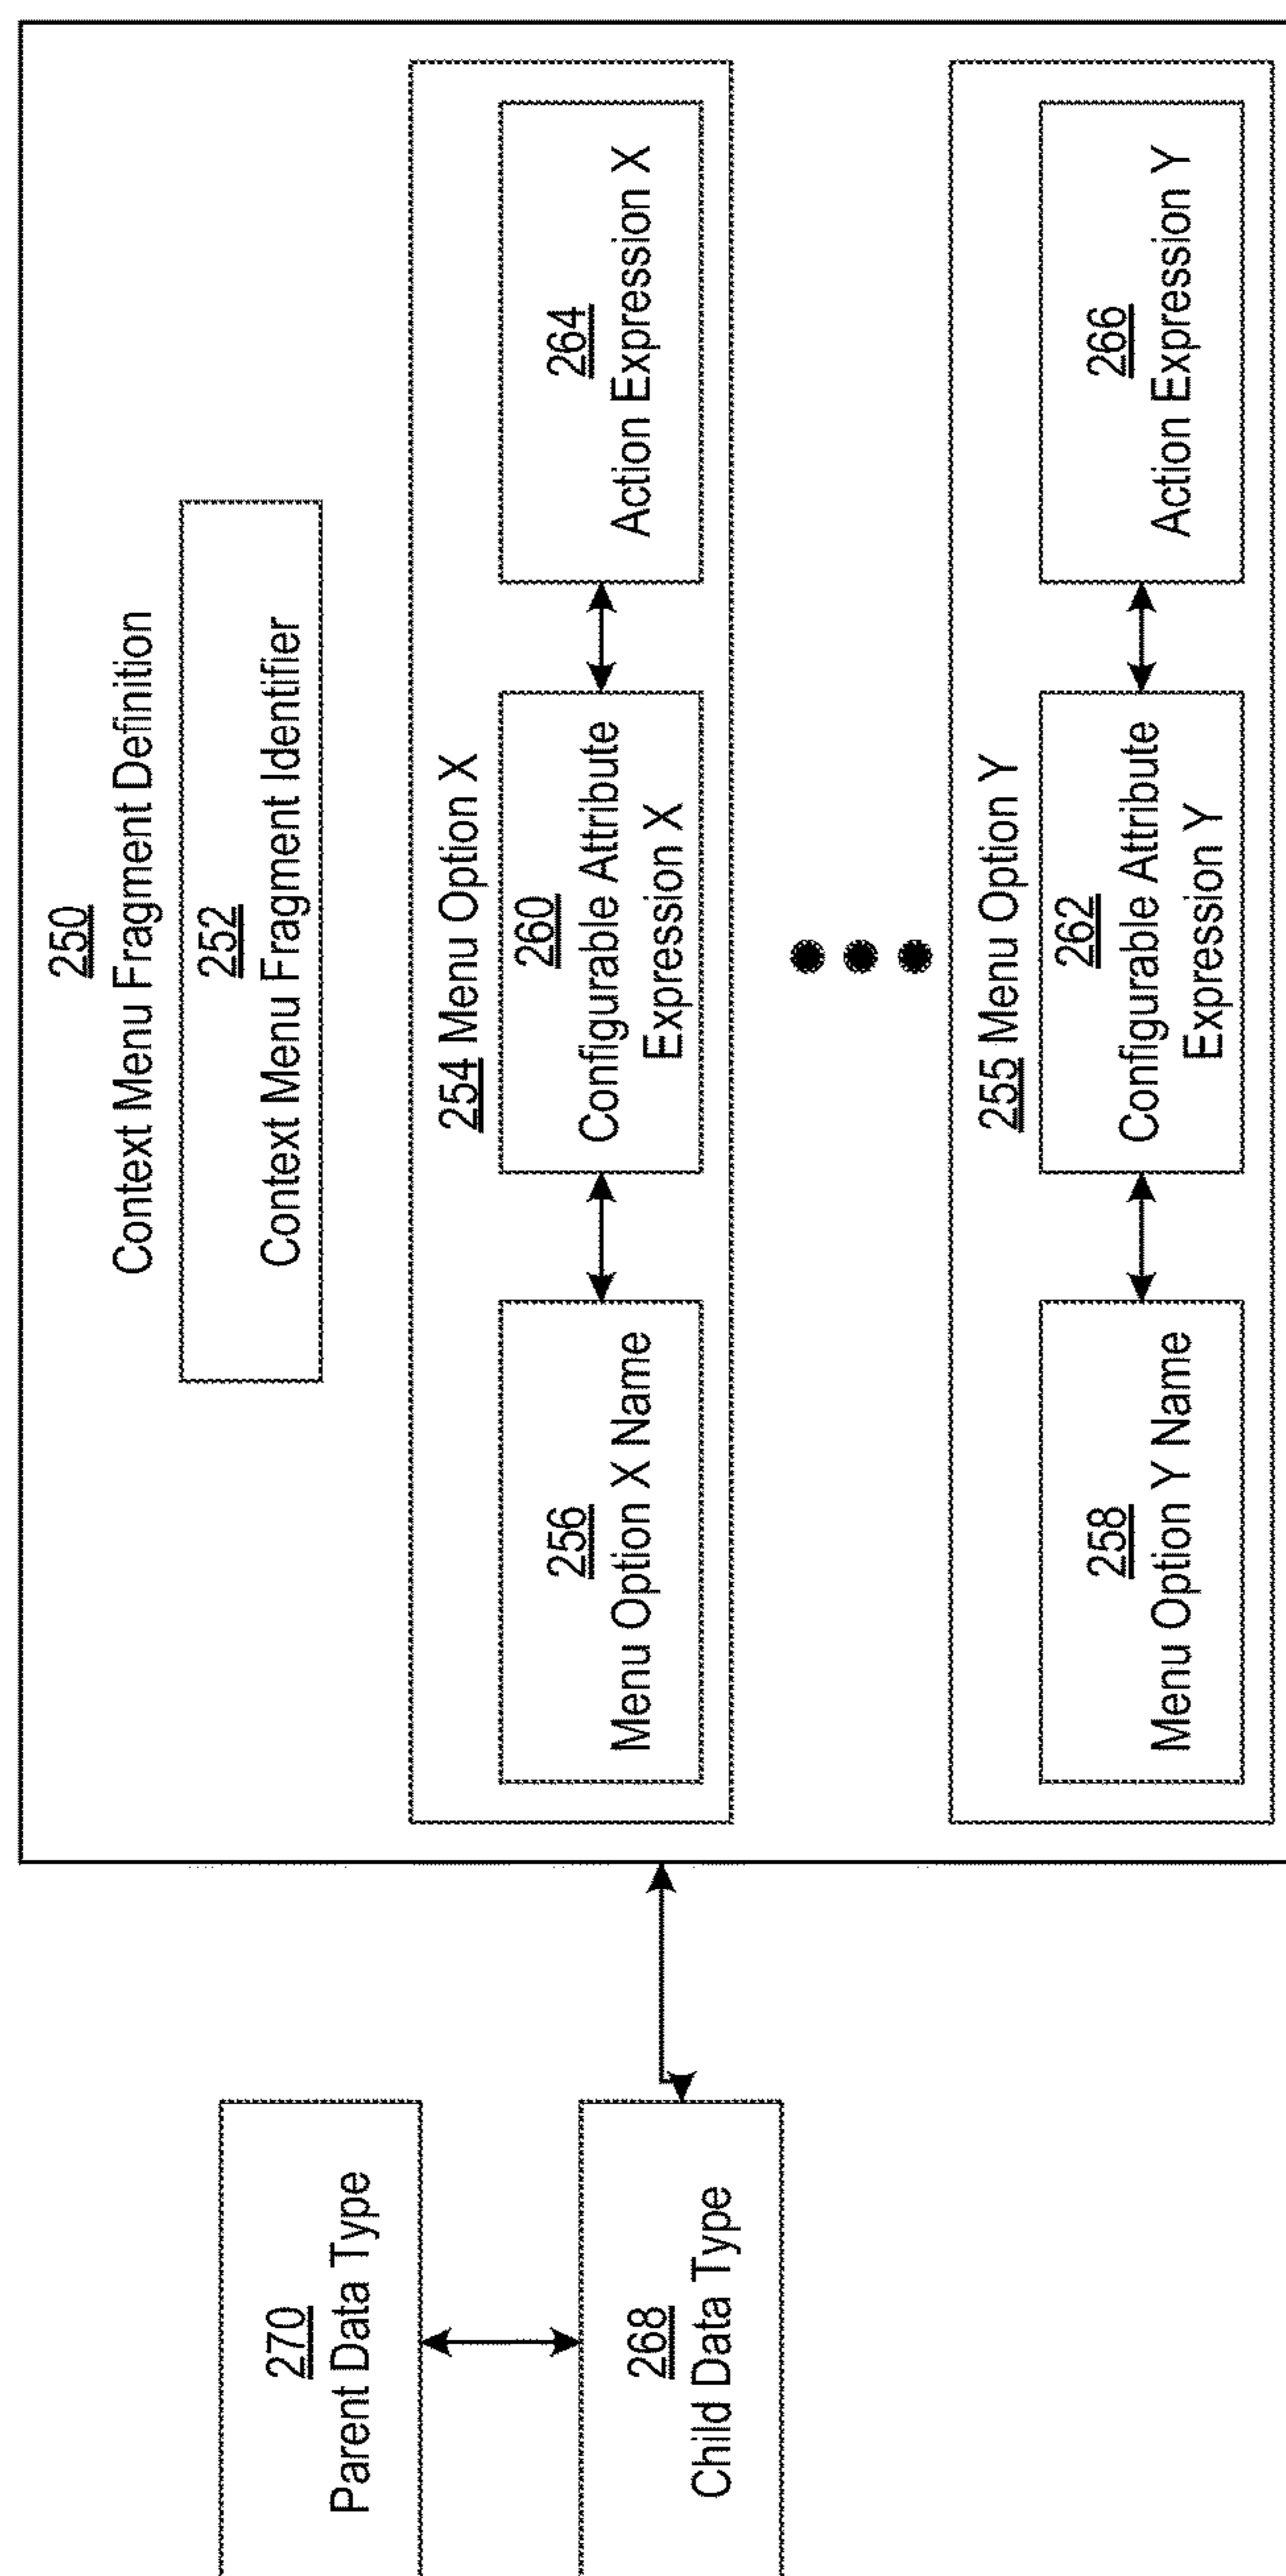 250
Context Menu Fragment Definition
252
Context Menu Fragment Identifier
254 Menu Option X
256
Menu Option X Name
260
Configurable Attribute
Expression X
264
Action Expression X
255 Menu Option Y
258
Menu Option Y Name
262
Configurable Attribute
Expression Y
266
Action Expression Y
270
Parent Data Type
268
Child Data Type